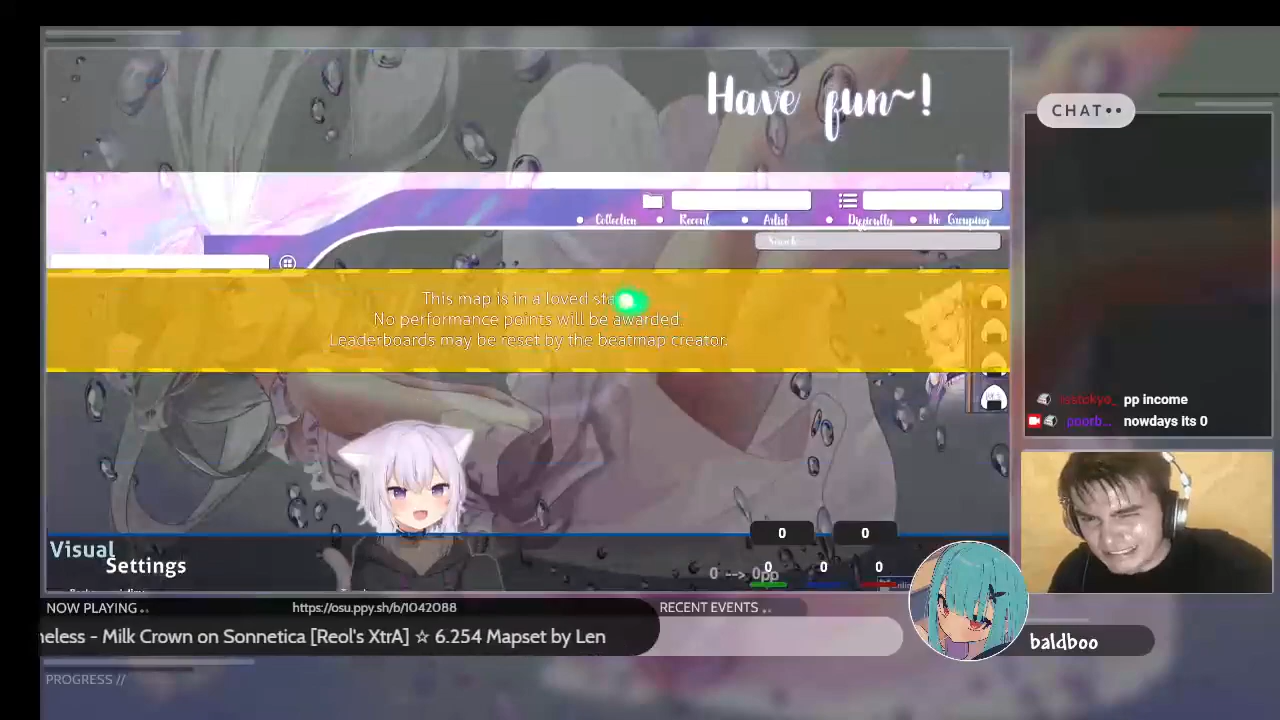 Have fun~!
CHAT
Collection Recent Artist Difficulty No Grouping
Search
This map is in a loved
No performance points will be awarded.
Leaderboards may be reset by the beatmap creator.
pp income
poorb... nowdays its 0
Visual
Settings
0 0
0 --> 0pp
0 0 0
NOW PLAYING
https://osu.ppy.sh/b/1042088
RECENT EVENTS
neless - Milk Crown on Sonnetica [Reol's XtrA] ☆ 6.254 Mapset by Len
baldboo
PROGRESS //